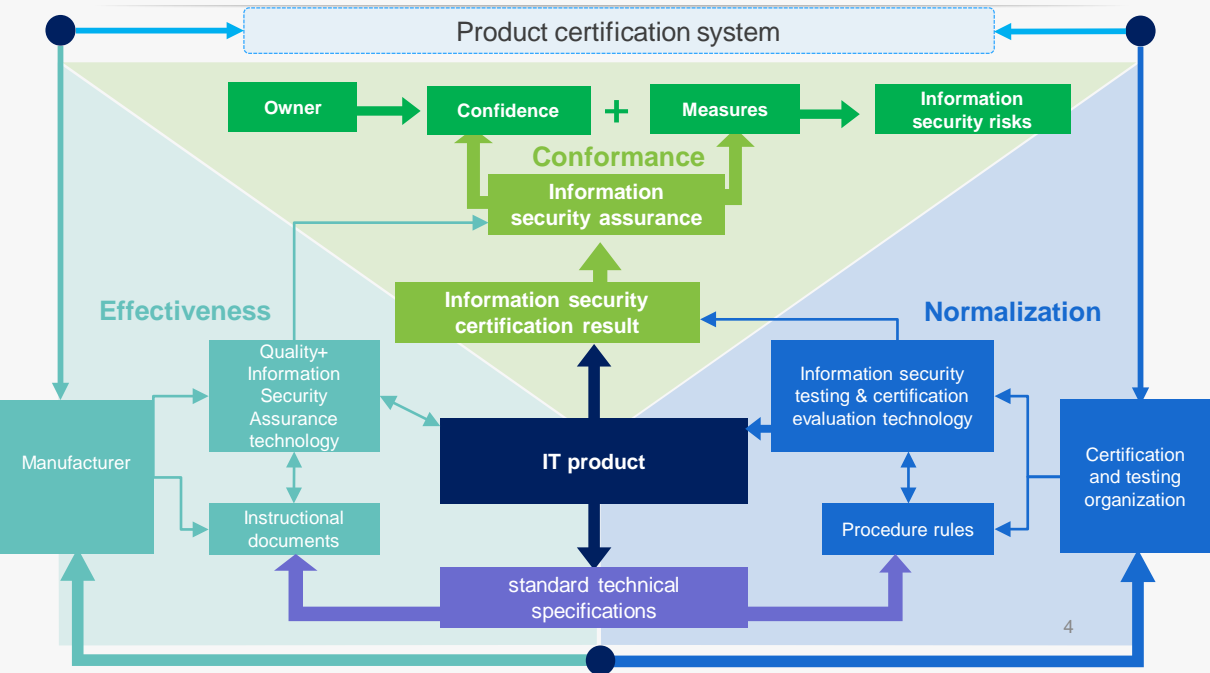 Product certification system
Owner
Confidence
+
Measures
Information
security risks
Conformance
Information
security assurance
Information security
certification result
Effectiveness
Normalization
Quality+
Information
Security
Assurance
technology
Information security
testing & certification
evaluation technology
Manufacturer
IT product
Certification
and testing
organization
Instructional
documents
Procedure rules
standard technical
specifications
4